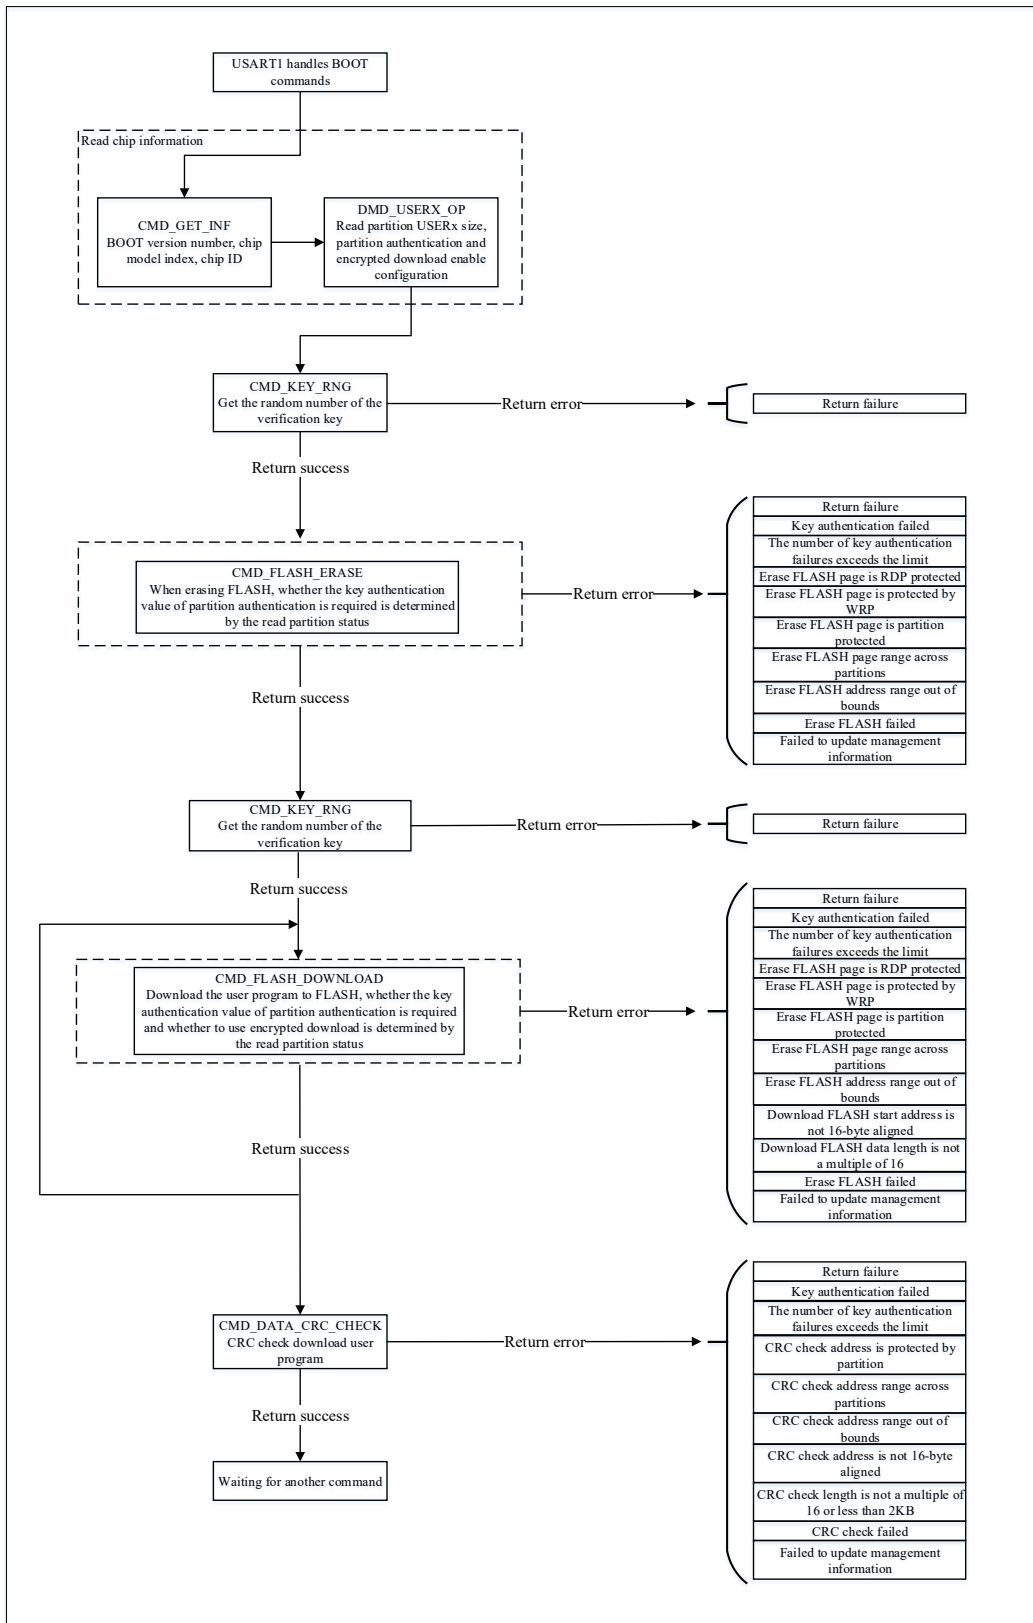 USART1 handles BOOT
commands
Read chip information
CMD_GET_INF
BOOT version number, chip
model index, chip ID
DMD_USERX_OP
Read partition USERx size,
partition authentication and
encrypted download enable
configuration
CMD_KEY_RNG
Get the random number of the
verification key
Return error
Return failure
Return success
CMD_FLASH_ERASE
When erasing FLASH, whether the key authentication
value of partition authentication is required is determined
by the read partition status
Return error
Return failure
Key authentication failed
The number of key authentication
failures exceeds the limit
Erase FLASH page is RDP protected
Erase FLASH page is protected by
WRP
Erase FLASH page is partition
protected
Erase FLASH page range across
partitions
Erase FLASH address range out of
bounds
Erase FLASH failed
Failed to update management
information
Return success
CMD_KEY_RNG
Get the random number of the
verification key
Return error
Return failure
Return success
CMD_FLASH_DOWNLOAD
Download the user program to FLASH, whether the key
authentication value of partition authentication is required
and whether to use encrypted download is determined by
the read partition status
Return error
Return failure
Key authentication failed
The number of key authentication
failures exceeds the limit
Erase FLASH page is RDP protected
Erase FLASH page is protected by
WRP
Erase FLASH page is partition
protected
Erase FLASH page range across
partitions
Erase FLASH address range out of
bounds
Download FLASH start address is
not 16-byte aligned
Download FLASH data length is not
a multiple of 16
Erase FLASH failed
Failed to update management
information
Return success
CMD_DATA_CRC_CHECK
CRC check download user
program
Return error
Return failure
Key authentication failed
The number of key authentication
failures exceeds the limit
CRC check address is protected by
partition
CRC check address range across
partitions
CRC check address range out of
bounds
CRC check address is not 16-byte
aligned
CRC check length is not a multiple of
16 or less than 2KB
CRC check failed
Failed to update management
information
Return success
Waiting for another command